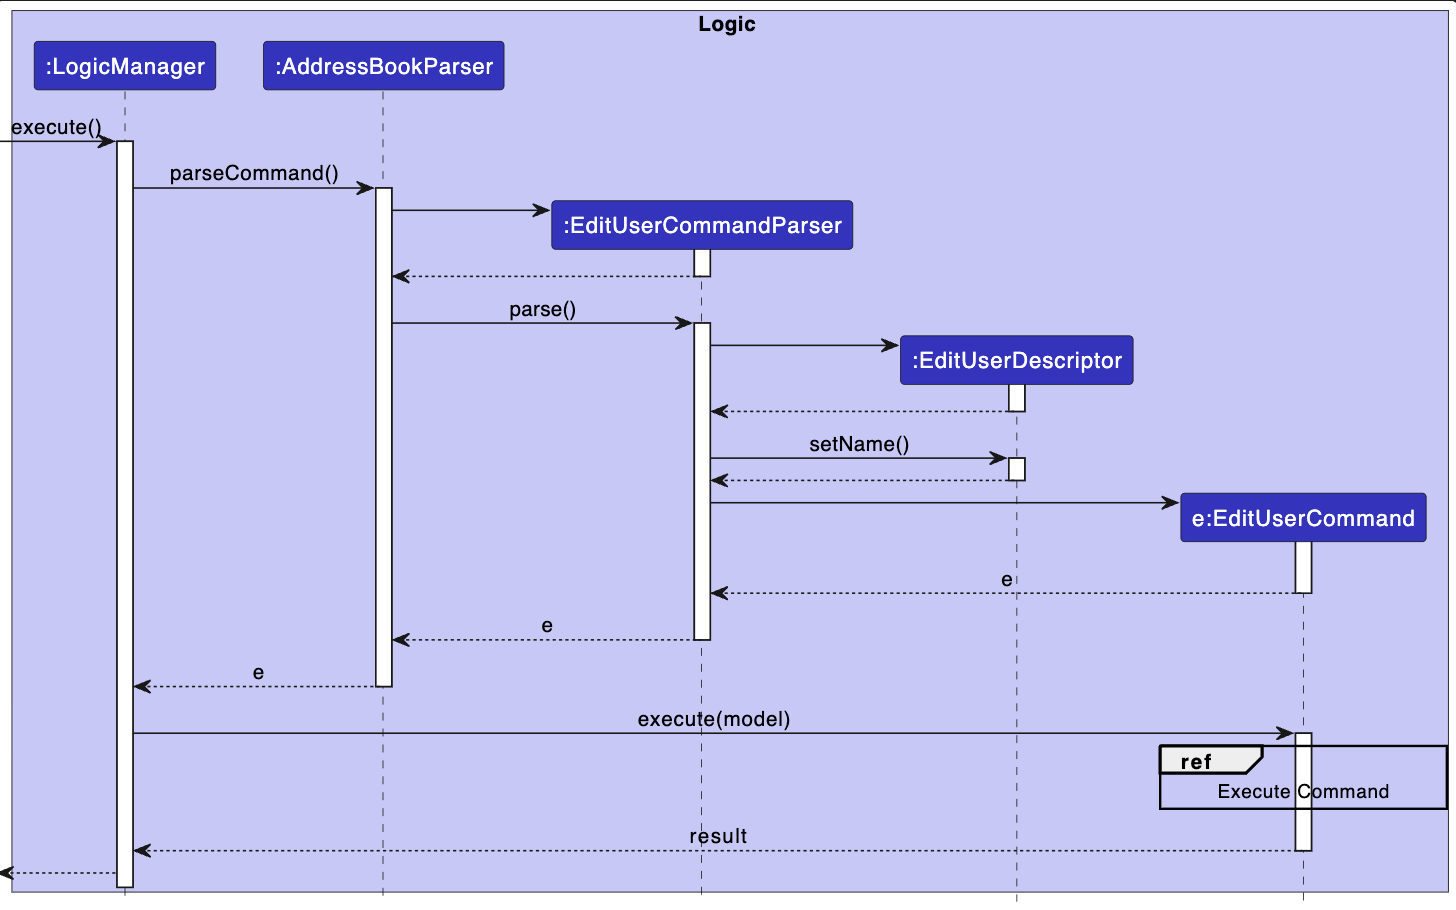 Logic
:LogicManager
:AddressBookParser
execute()
parseCommand()
:EditUserCommandParser
parse()
:EditUserDescriptor
setName()
e:EditUserCommand
e
e
e
execute(model)
ref
Execute Command
result